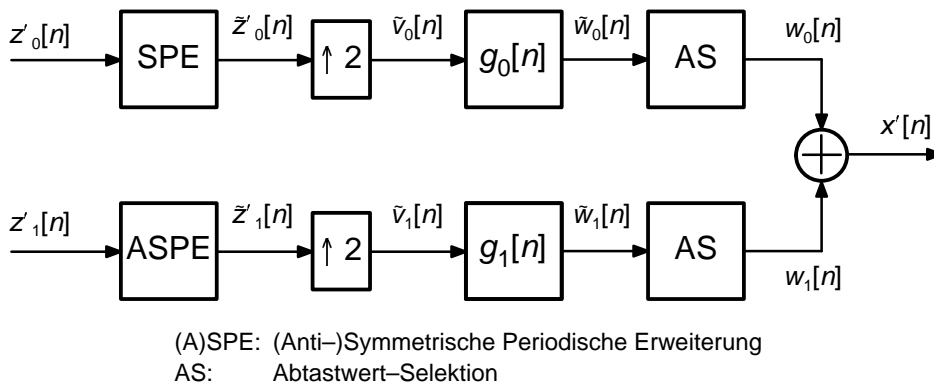 z′₀[n] SPE z̃′₀[n] ↑ 2 ṽ₀[n] g₀[n] w̃₀[n] AS w₀[n]
x′[n]
z′₁[n] ASPE z̃′₁[n] ↑ 2 ṽ₁[n] g₁[n] w̃₁[n] AS w₁[n]
(A)SPE: (Anti–)Symmetrische Periodische Erweiterung
AS: Abtastwert–Selektion